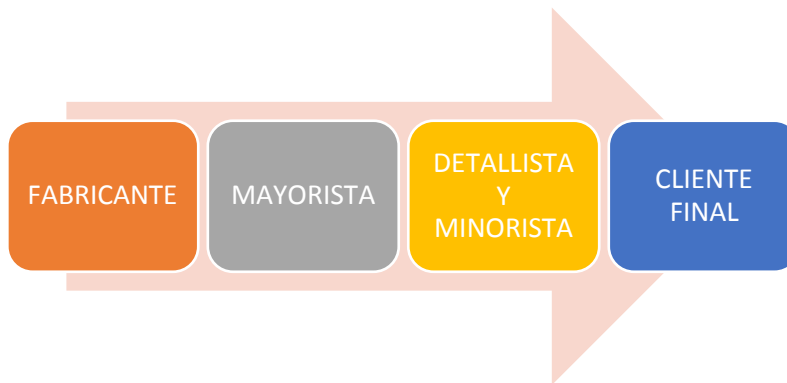 FABRICANTE
MAYORISTA
DETALLISTA
Y
MINORISTA
CLIENTE
FINAL